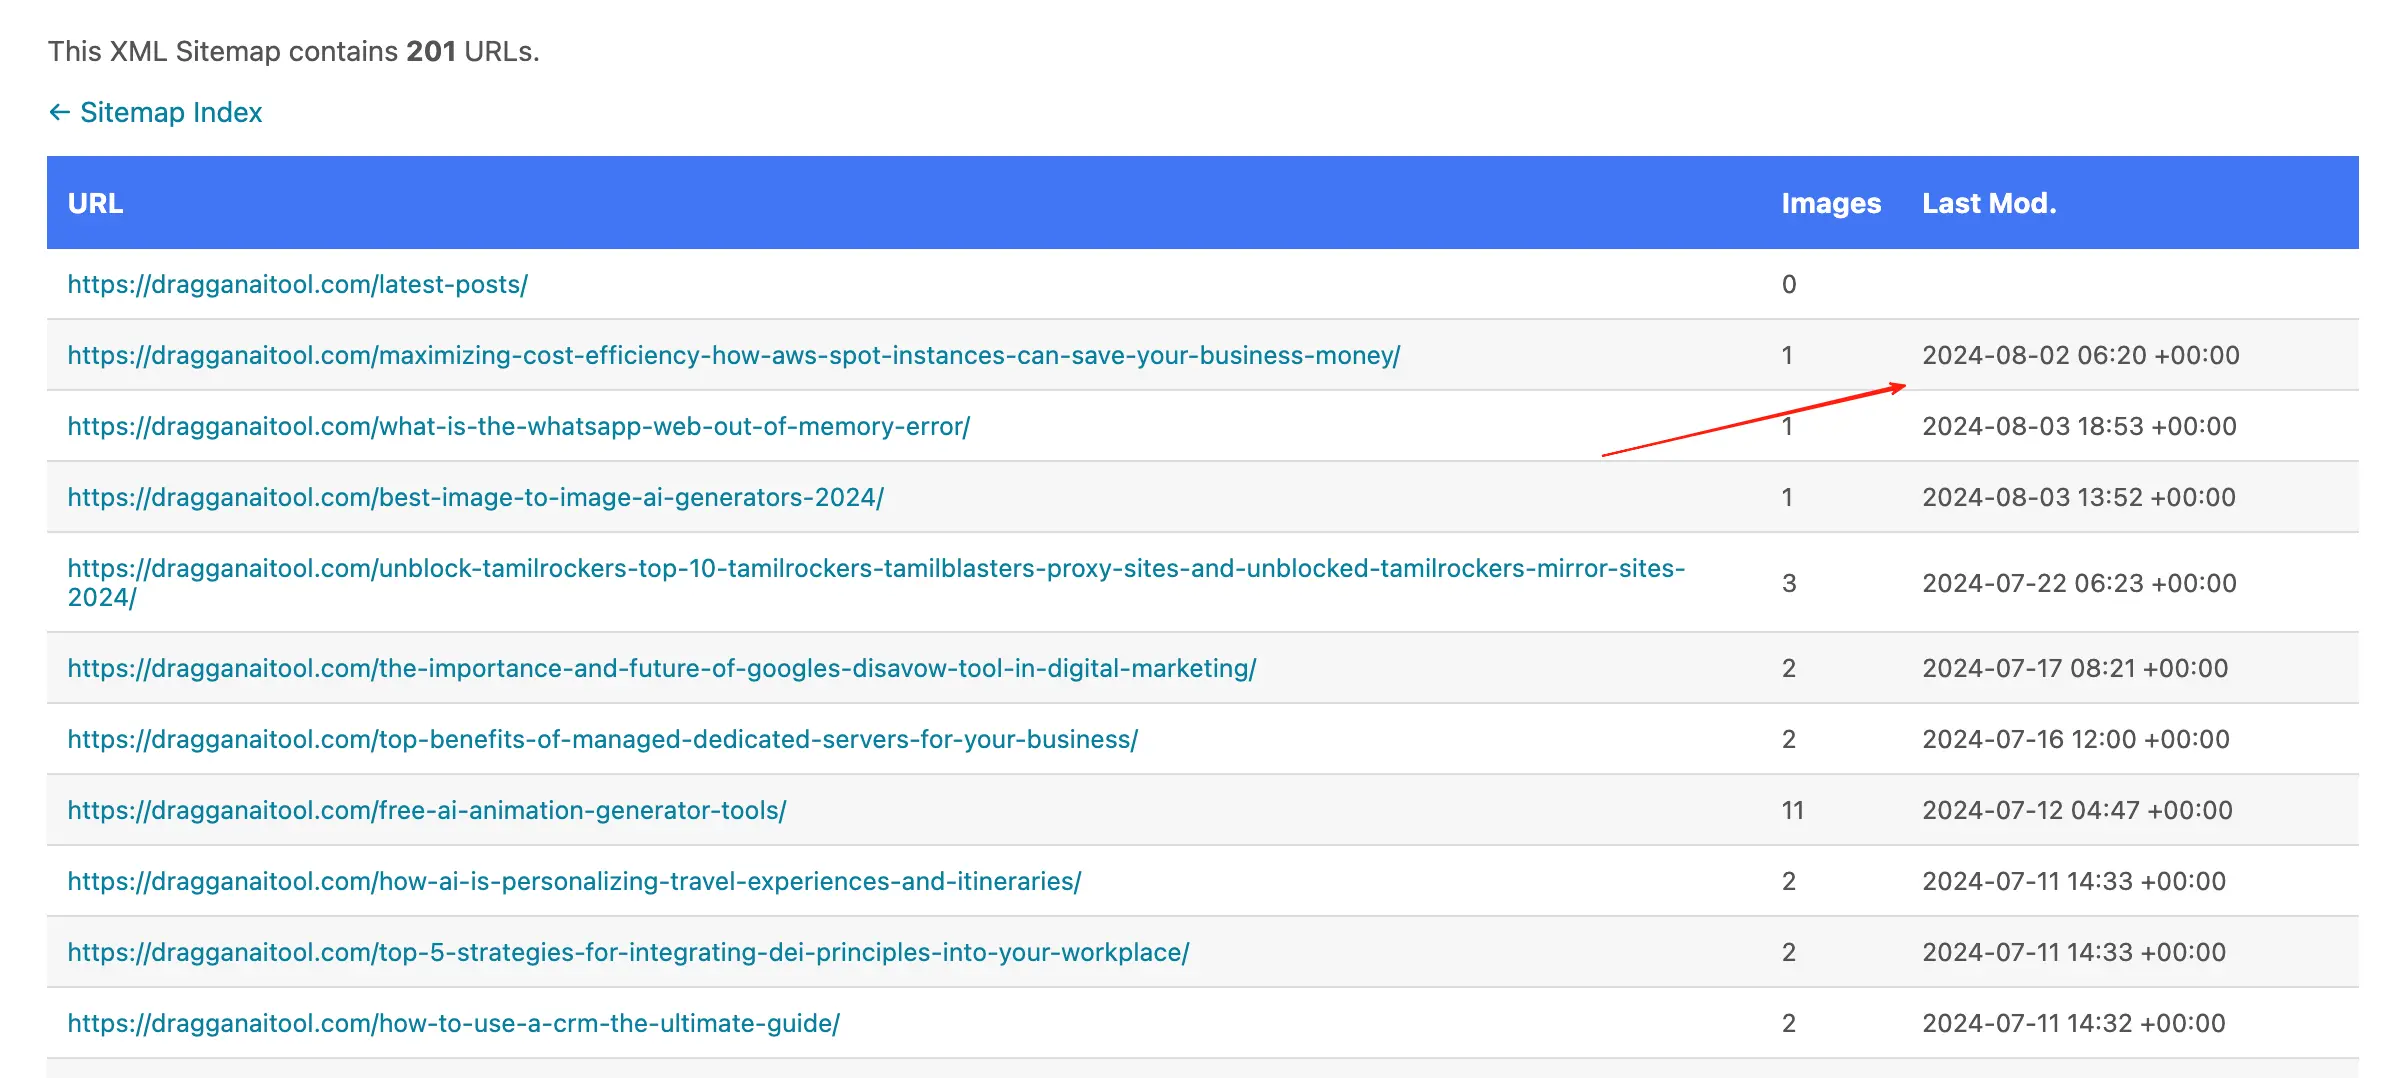 This XML Sitemap contains 201 URLs.
← Sitemap Index
URL Images Last Mod.
https://dragganaitool.com/latest-posts/ 0
https://dragganaitool.com/maximizing-cost-efficiency-how-aws-spot-instances-can-save-your-business-money/ 1 2024-08-02 06:20 +00:00
https://dragganaitool.com/what-is-the-whatsapp-web-out-of-memory-error/ 1 2024-08-03 18:53 +00:00
https://dragganaitool.com/best-image-to-image-ai-generators-2024/ 1 2024-08-03 13:52 +00:00
https://dragganaitool.com/unblock-tamilrockers-top-10-tamilrockers-tamilblasters-proxy-sites-and-unblocked-tamilrockers-mirror-sites-
2024/ 3 2024-07-22 06:23 +00:00
https://dragganaitool.com/the-importance-and-future-of-googles-disavow-tool-in-digital-marketing/ 2 2024-07-17 08:21 +00:00
https://dragganaitool.com/top-benefits-of-managed-dedicated-servers-for-your-business/ 2 2024-07-16 12:00 +00:00
https://dragganaitool.com/free-ai-animation-generator-tools/ 11 2024-07-12 04:47 +00:00
https://dragganaitool.com/how-ai-is-personalizing-travel-experiences-and-itineraries/ 2 2024-07-11 14:33 +00:00
https://dragganaitool.com/top-5-strategies-for-integrating-dei-principles-into-your-workplace/ 2 2024-07-11 14:33 +00:00
https://dragganaitool.com/how-to-use-a-crm-the-ultimate-guide/ 2 2024-07-11 14:32 +00:00